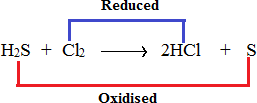 Reduced
H₂S + Cl₂ ⟶ 2HCl + S
Oxidised